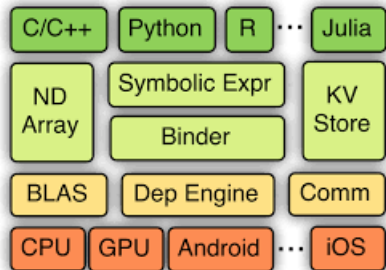 C/C++ Python R ... Julia
ND Array
Symbolic Expr
Binder
KV Store
BLAS Dep Engine Comm
CPU GPU Android ... iOS